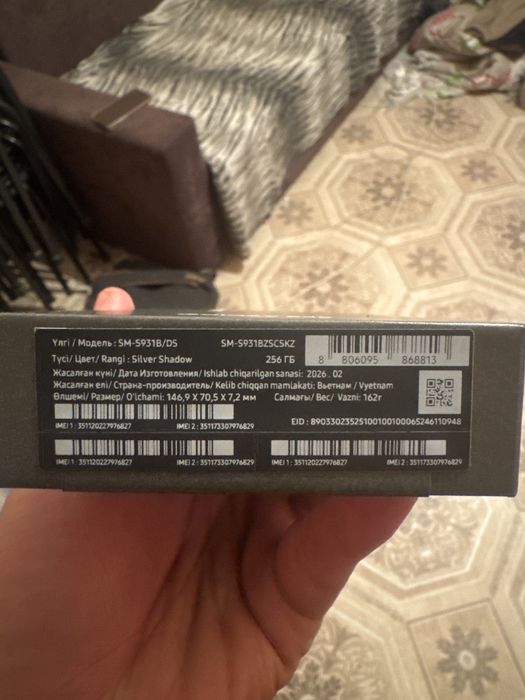 Үлгі / Модель : SM-S931B/DS SM-S931BZSCSKZ
Түсі/ Цвет/ Rangi : Silver Shadow 256 ГБ
8 806095 868813
Жасалған күні/ Дата Изготовления/ Ishlab chiqarilgan sanasi: 2026 . 02
Жасалған елі/ Страна-производитель/ Kelib chiqqan mamlakati: Вьетнам / Vyetnam
Өлшемі/ Размер/ O'lchami: 146,9 X 70,5 X 7,2 мм Салмағы/ Вес/ Vazni: 162г
IMEI 1 : 351120227976827 IMEI 2 : 351173307976829 EID : 89033023525100100100065246110948
IMEI 1 : 351120227976827 IMEI 2 : 351173307976829 IMEI 1 : 351120227976827 IMEI 2 : 351173307976829